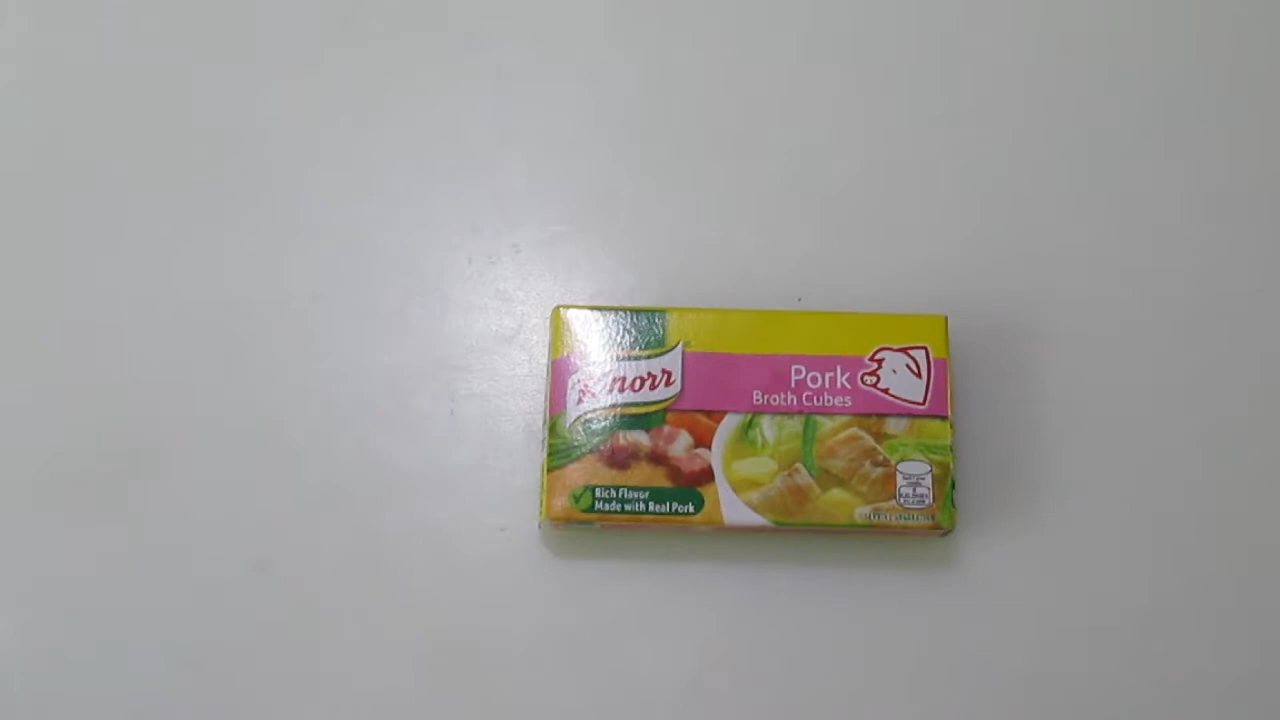 Knorr
Pork
Broth Cubes
Rich Flavor
Made with Real Pork